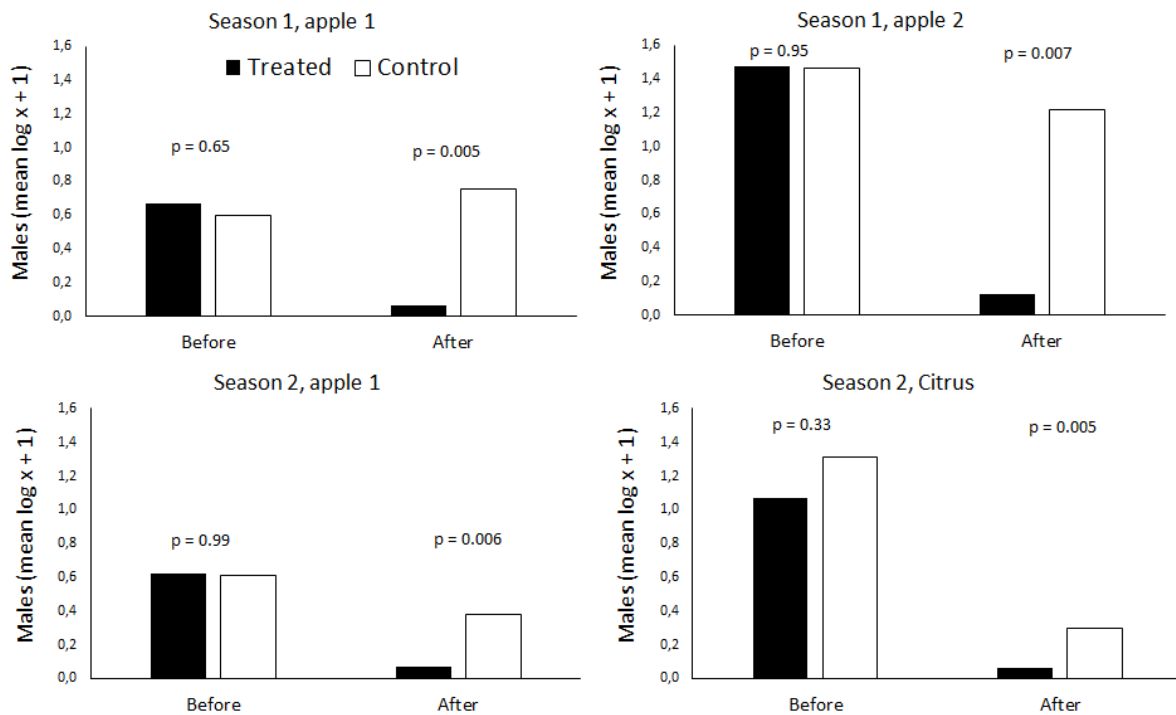 Season 1, apple 1
Males (mean log x + 1)
1,6
1,4
1,2
1,0
0,8
0,6
0,4
0,2
0,0
Treated Control
p = 0.65
p = 0.005
Before After
Season 1, apple 2
Males (mean log x + 1)
1,6
1,4
1,2
1,0
0,8
0,6
0,4
0,2
0,0
p = 0.95
p = 0.007
Before After
Season 2, apple 1
Males (mean log x + 1)
1,6
1,4
1,2
1,0
0,8
0,6
0,4
0,2
0,0
p = 0.99
p = 0.006
Before After
Season 2, Citrus
Males (mean log x + 1)
1,6
1,4
1,2
1,0
0,8
0,6
0,4
0,2
0,0
p = 0.33
p = 0.005
Before After